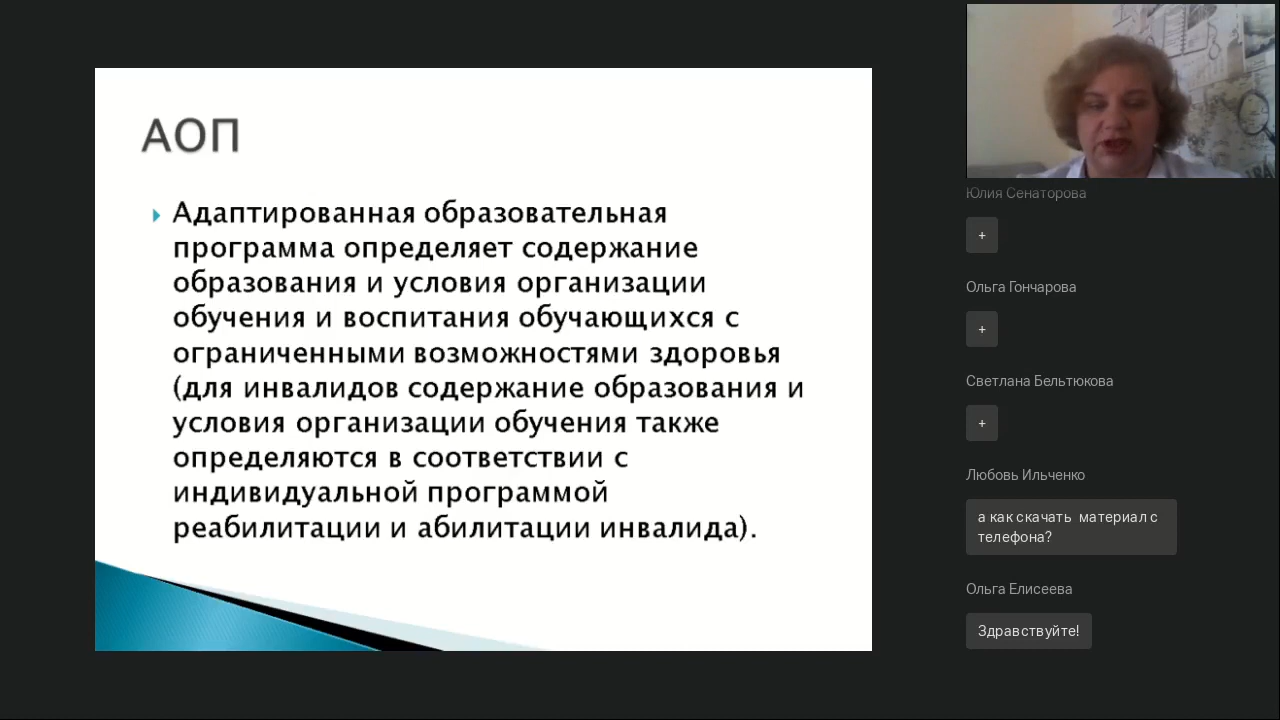 АОП
Адаптированная образовательная
программа определяет содержание
образования и условия организации
обучения и воспитания обучающихся с
ограниченными возможностями здоровья
(для инвалидов содержание образования и
условия организации обучения также
определяются в соответствии с
индивидуальной программой
реабилитации и абилитации инвалида).
Юлия Сенаторова
+
Ольга Гончарова
+
Светлана Бельтюкова
+
Любовь Ильченко
а как скачать материал с
телефона?
Ольга Елисеева
Здравствуйте!